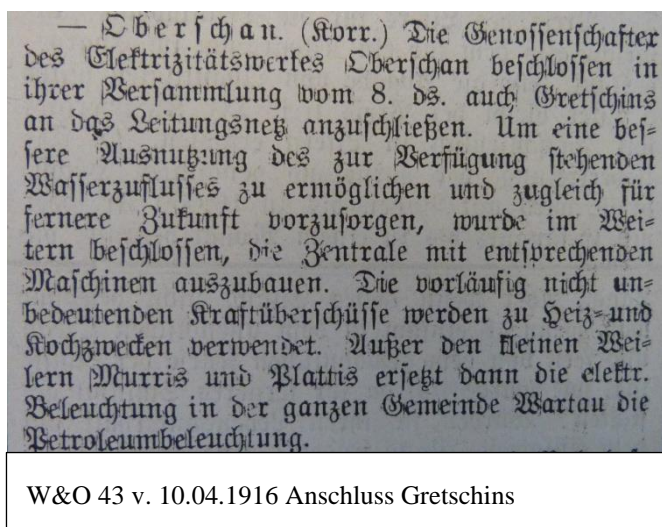 — Oberschan. (Korr.) Die Genossenschafter
des Elektrizitätswerkes Oberschan beschlossen in
ihrer Versammlung vom 8. ds. auch Gretschins
an das Leitungsnetz anzuschließen. Um eine bes-
sere Ausnutzung des zur Verfügung stehenden
Wasserzuflusses zu ermöglichen und zugleich für
fernere Zukunft vorzusorgen, wurde im Wei-
tern beschlossen, die Zentrale mit entsprechenden
Maschinen auszubauen. Die vorläufig nicht un-
bedeutenden Kraftüberschüsse werden zu Heiz- und
Kochzwecken verwendet. Außer den kleinen Wei-
lern Murris und Plattis ersetzt dann die elektr.
Beleuchtung in der ganzen Gemeinde Wartau die
Petroleumbeleuchtung.
W&O 43 v. 10.04.1916 Anschluss Gretschins